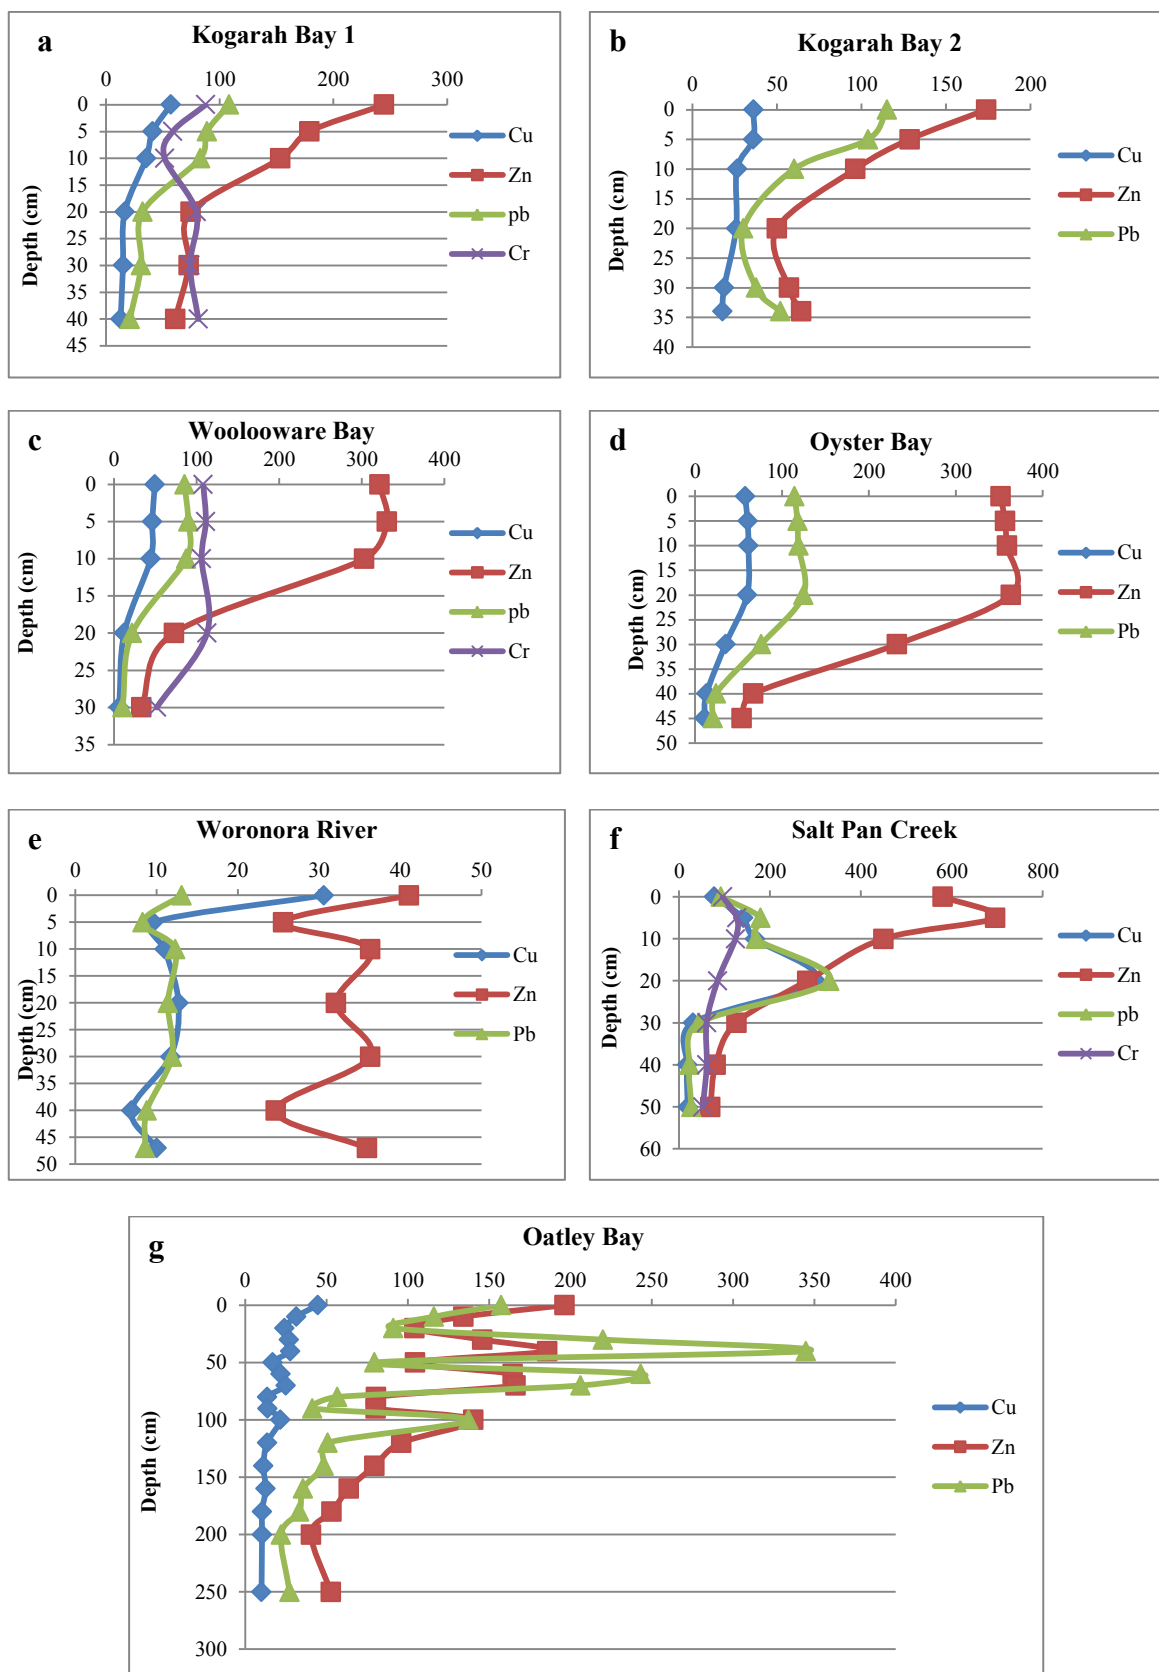 a
Kogarah Bay 1
0 100 200 300
0
5
10
15
20
25
30
35
40
45
Depth (cm)
Cu
Zn
pb
Cr
b
Kogarah Bay 2
0 50 100 150 200
0
5
10
15
20
25
30
35
40
Depth (cm)
Cu
Zn
Pb
c
Woolooware Bay
0 100 200 300 400
0
5
10
15
20
25
30
35
Depth (cm)
Cu
Zn
pb
Cr
d
Oyster Bay
0 100 200 300 400
0
5
10
15
20
25
30
35
40
45
50
Depth (cm)
Cu
Zn
Pb
e
Woronora River
0 10 20 30 40 50
0
5
10
15
20
25
30
35
40
45
50
Depth (cm)
Cu
Zn
Pb
f
Salt Pan Creek
0 200 400 600 800
0
10
20
30
40
50
60
Depth (cm)
Cu
Zn
pb
Cr
g
Oatley Bay
0 50 100 150 200 250 300 350 400
0
50
100
150
200
250
300
Depth (cm)
Cu
Zn
Pb